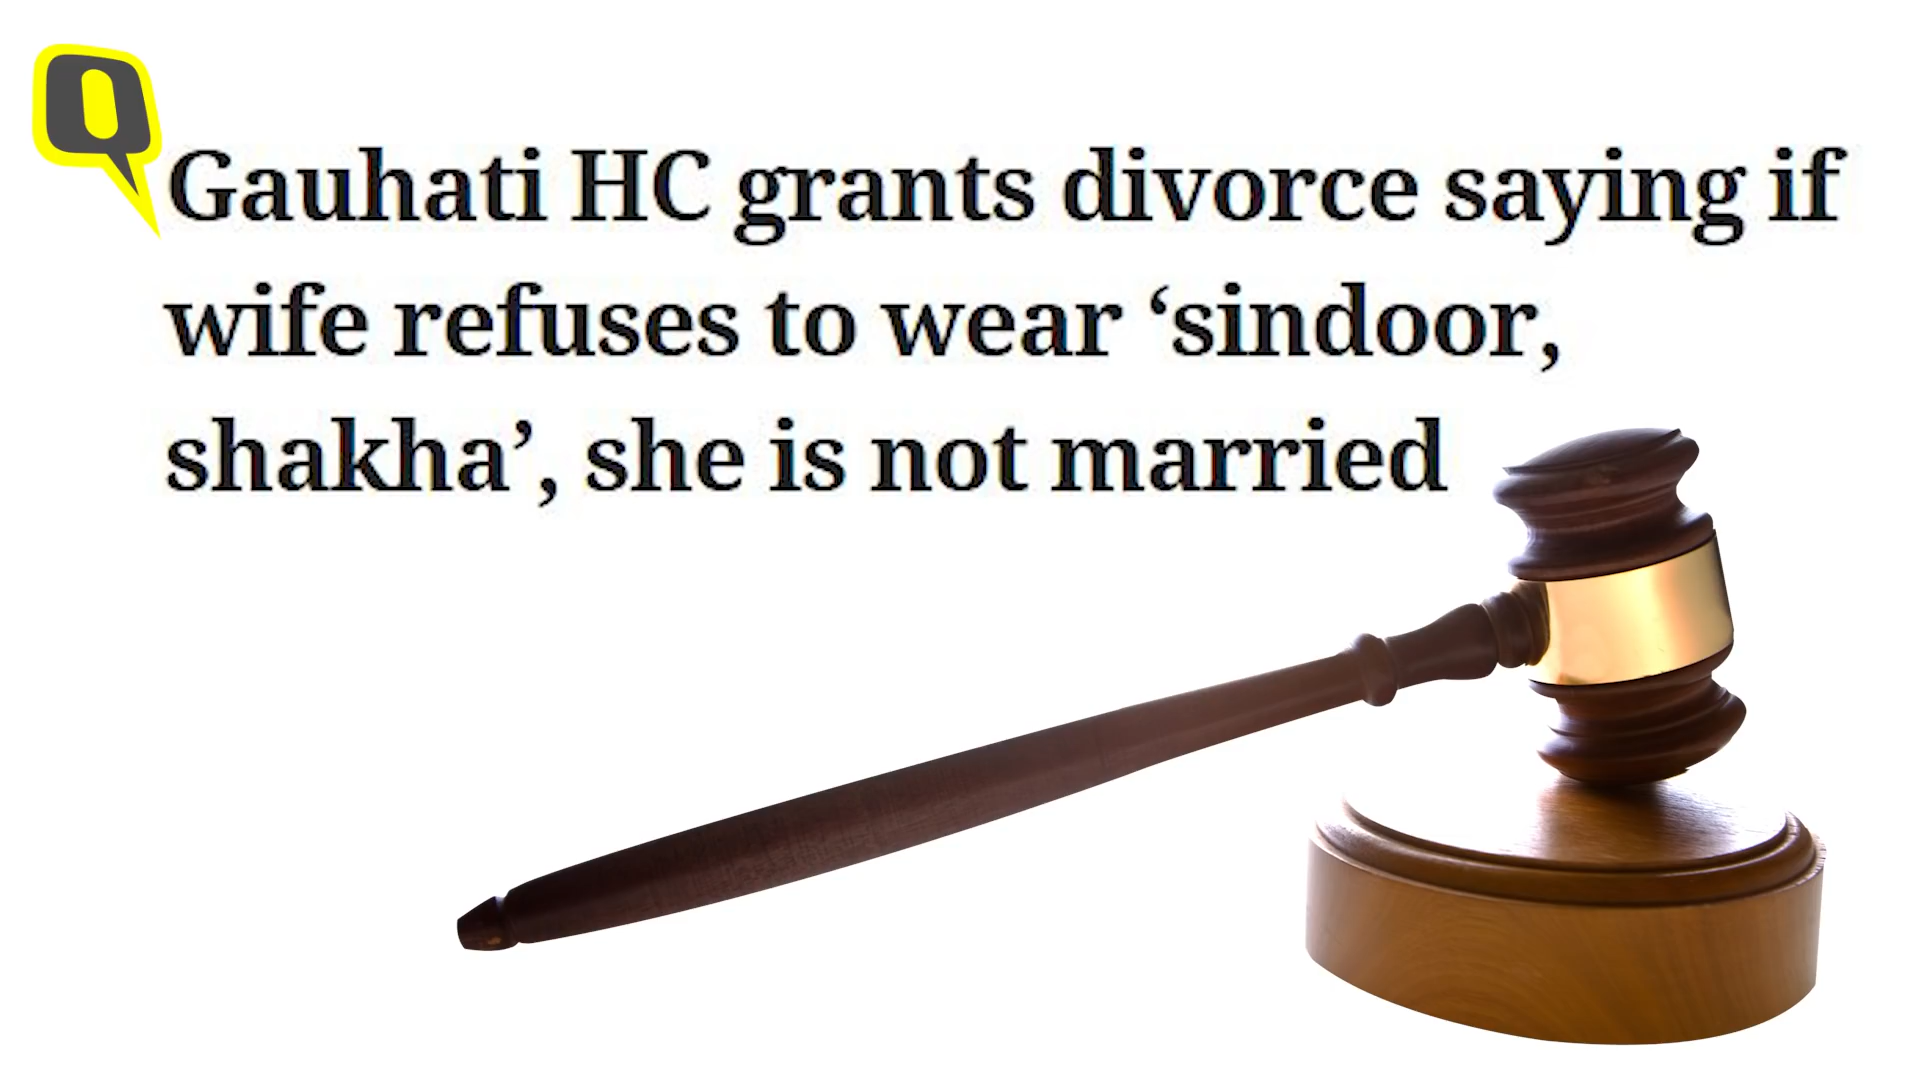 Q
Gauhati HC grants divorce saying if
wife refuses to wear ‘sindoor,
shakha’, she is not married